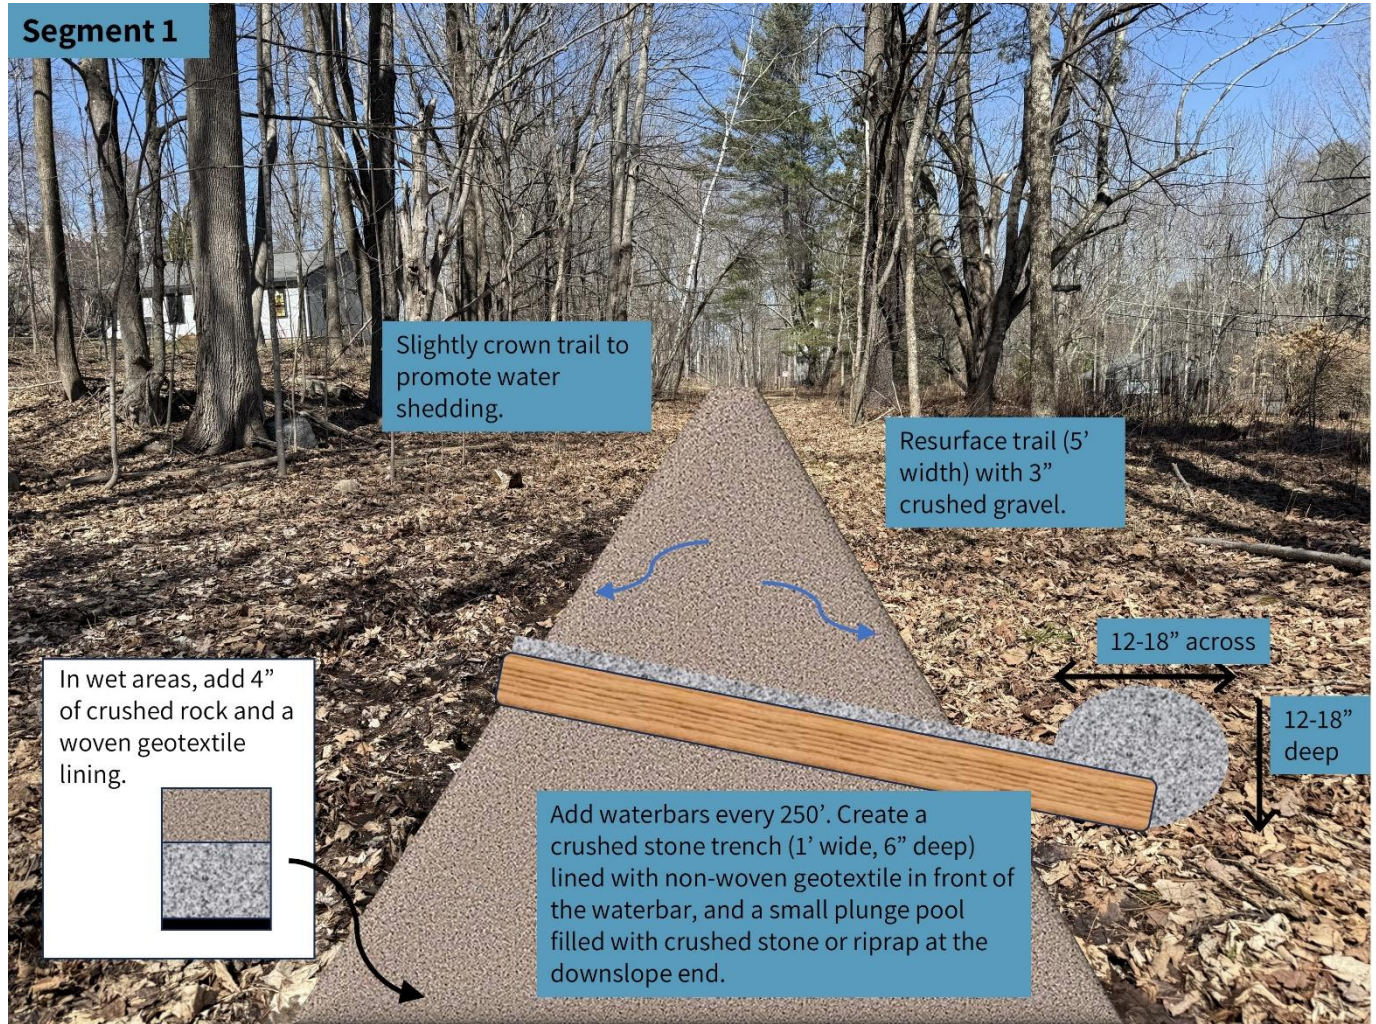 Segment 1
Slightly crown trail to
promote water
shedding.
Resurface trail (5’
width) with 3”
crushed gravel.
12-18” across
12-18”
deep
In wet areas, add 4”
of crushed rock and a
woven geotextile
lining.
Add waterbars every 250’. Create a
crushed stone trench (1’ wide, 6” deep)
lined with non-woven geotextile in front of
the waterbar, and a small plunge pool
filled with crushed stone or riprap at the
downslope end.